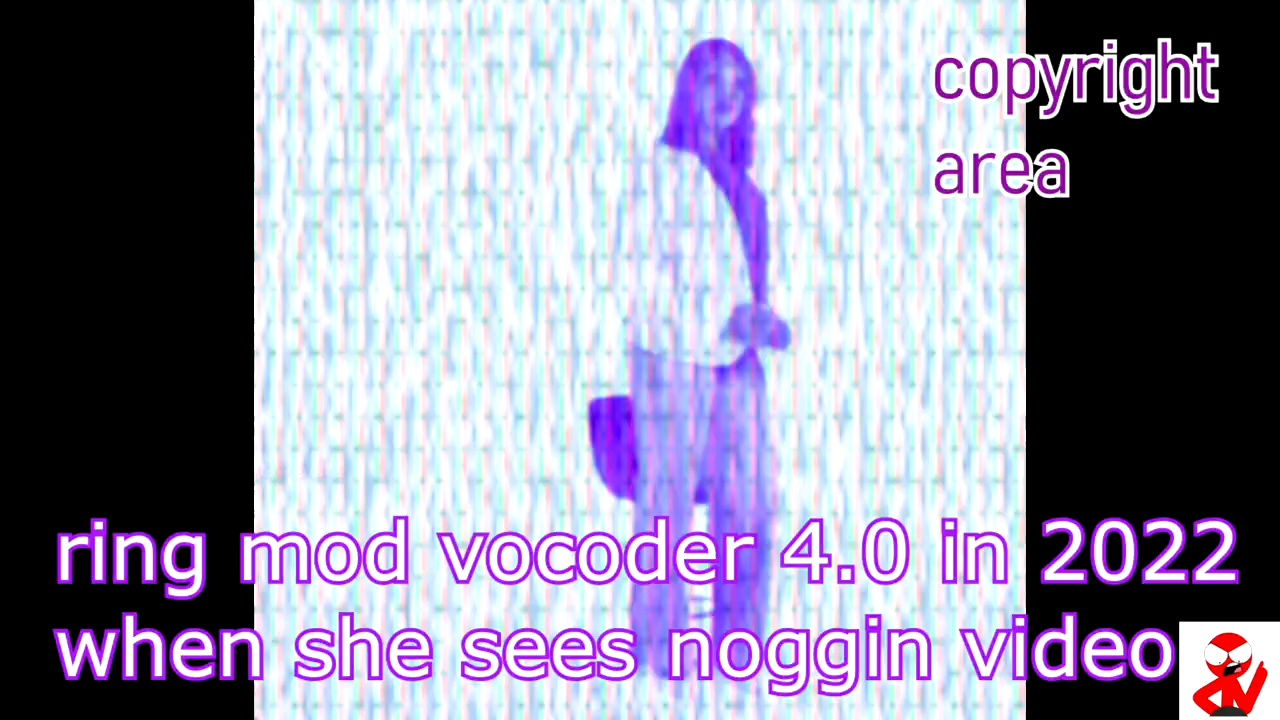 copyright
area
ring mod vocoder 4.0 in 2022
when she sees noggin video